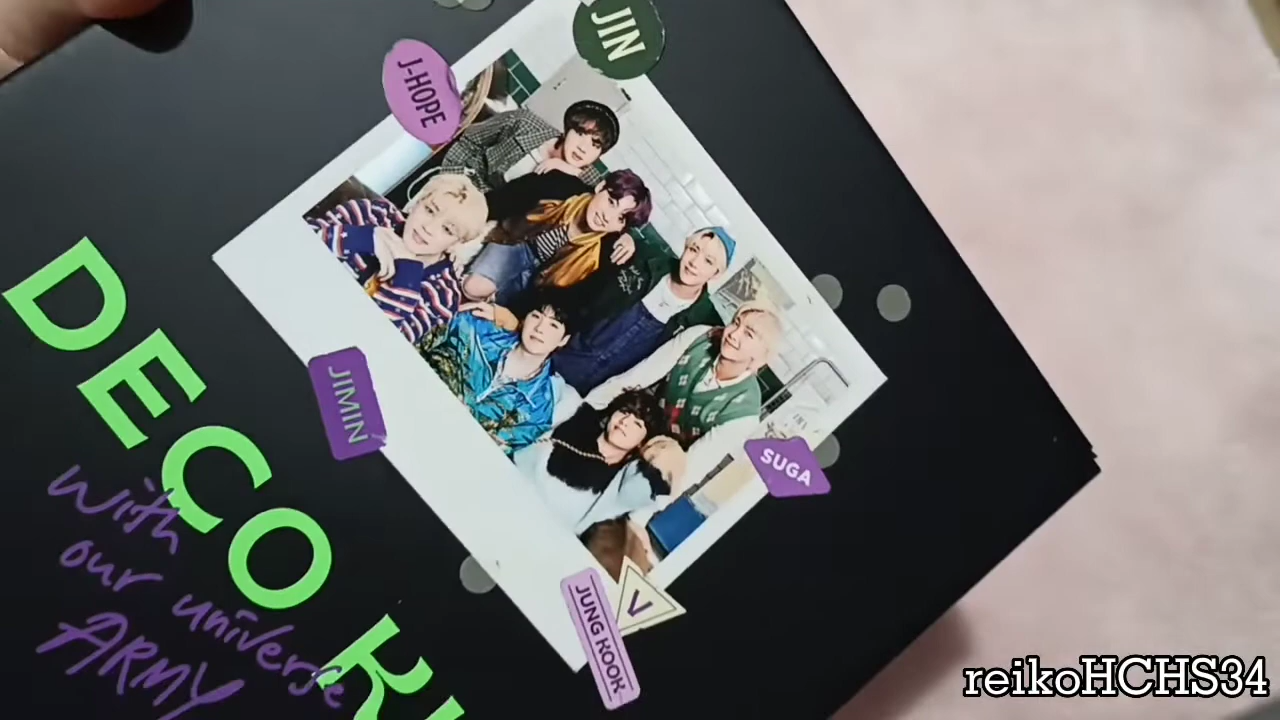 JIN
J-HOPE
JIMIN
SUGA
V
JUNG KOOK
DECO
With
our universe
ARMY
reikoHCHS34